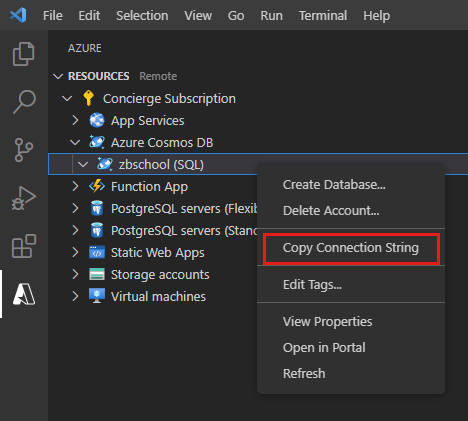 File Edit Selection View Go Run Terminal Help
AZURE
RESOURCES Remote
Concierge Subscription
App Services
Azure Cosmos DB
zbschool (SQL)
Function App
PostgreSQL servers (Flexib
PostgreSQL servers (Stand
Static Web Apps
Storage accounts
Virtual machines
Create Database...
Delete Account...
Copy Connection String
Edit Tags...
View Properties
Open in Portal
Refresh